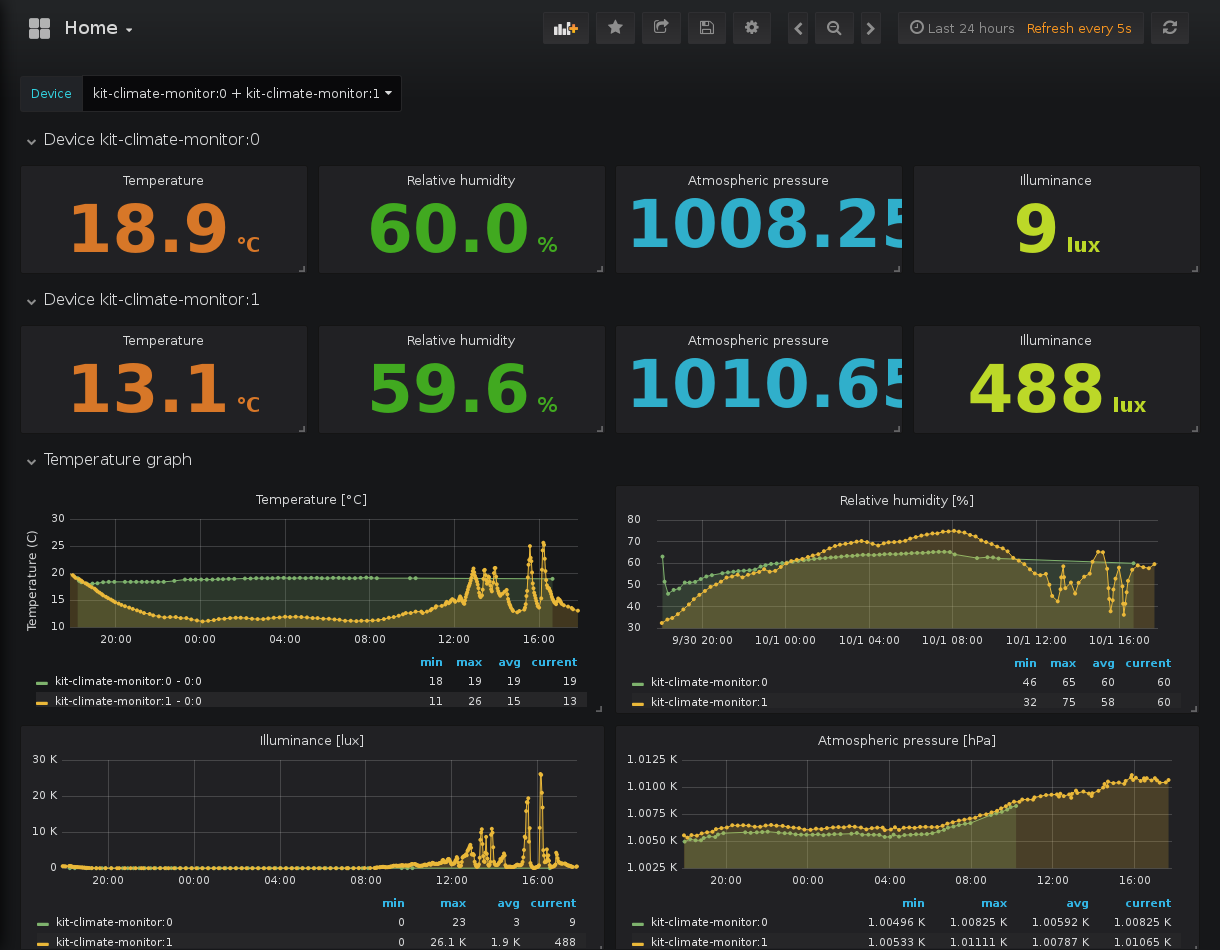 Home
Last 24 hours Refresh every 5s
Device kit-climate-monitor:0 + kit-climate-monitor:1
Device kit-climate-monitor:0
Temperature Relative humidity Atmospheric pressure Illuminance
18.9 °C 60.0 % 1008.25 9 lux
Device kit-climate-monitor:1
Temperature Relative humidity Atmospheric pressure Illuminance
13.1 °C 59.6 % 1010.65 488 lux
Temperature graph
Temperature [°C]
Temperature (C)
30
25
20
15
10
20:00 00:00 04:00 08:00 12:00 16:00
min max avg current
kit-climate-monitor:0 - 0:0 18 19 19 19
kit-climate-monitor:1 - 0:0 11 26 15 13
Relative humidity [%]
80
70
60
50
40
30
9/30 20:00 10/1 00:00 10/1 04:00 10/1 08:00 10/1 12:00 10/1 16:00
min max avg current
kit-climate-monitor:0 46 65 60 60
kit-climate-monitor:1 32 75 58 60
Illuminance [lux]
30 K
20 K
10 K
0
20:00 00:00 04:00 08:00 12:00 16:00
min max avg current
kit-climate-monitor:0 0 23 3 9
kit-climate-monitor:1 0 26.1 K 1.9 K 488
Atmospheric pressure [hPa]
1.0125 K
1.0100 K
1.0075 K
1.0050 K
1.0025 K
20:00 00:00 04:00 08:00 12:00 16:00
min max avg current
kit-climate-monitor:0 1.00496 K 1.00825 K 1.00592 K 1.00825 K
kit-climate-monitor:1 1.00533 K 1.01111 K 1.00787 K 1.01065 K